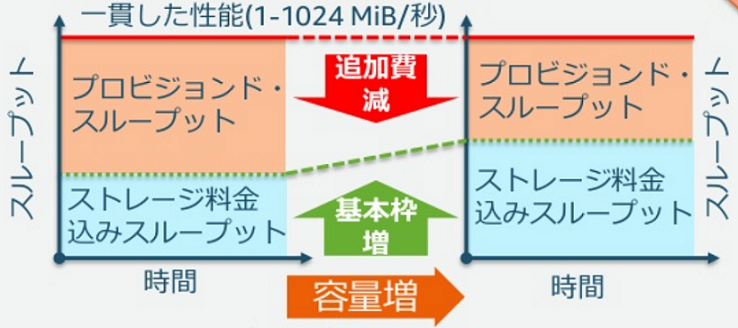 一貫した性能(1-1024 MiB/秒)
スループット
プロビジョンド・
スループット
ストレージ料金
込みスループット
時間
追加費
減
基本枠
増
容量増
プロビジョンド・
スループット
ストレージ料金
込みスループット
時間
スループット